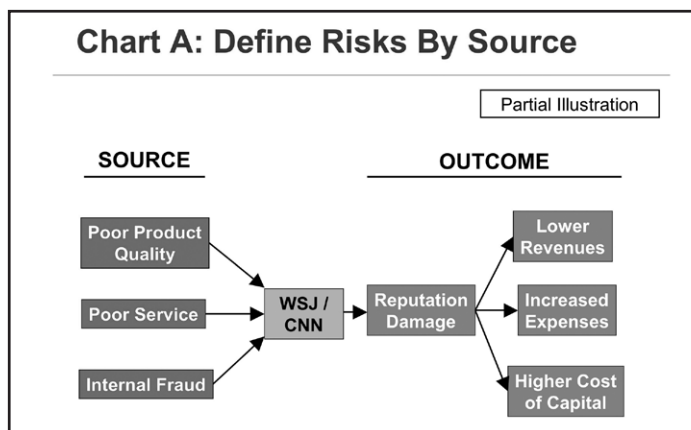 Chart A: Define Risks By Source
Partial Illustration
SOURCE
OUTCOME
Poor Product
Quality
Poor Service
Internal Fraud
WSJ /
CNN
Reputation
Damage
Lower
Revenues
Increased
Expenses
Higher Cost
of Capital